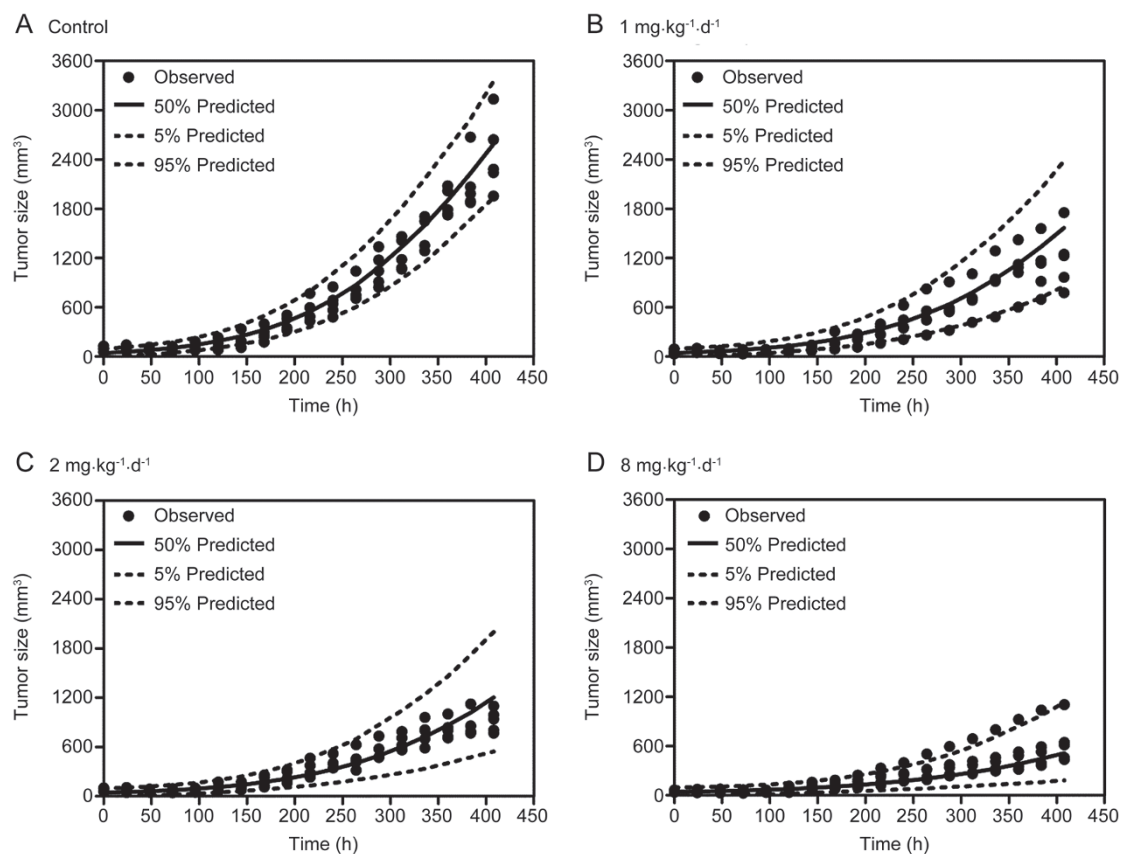 A Control
3600
3000
2400
1800
1200
600
0
Tumor size (mm³)
Observed
50% Predicted
5% Predicted
95% Predicted
0 50 100 150 200 250 300 350 400 450
Time (h)
B 1 mg·kg⁻¹·d⁻¹
3600
3000
2400
1800
1200
600
0
Tumor size (mm³)
Observed
50% Predicted
5% Predicted
95% Predicted
0 50 100 150 200 250 300 350 400 450
Time (h)
C 2 mg·kg⁻¹·d⁻¹
3600
3000
2400
1800
1200
600
0
Tumor size (mm³)
Observed
50% Predicted
5% Predicted
95% Predicted
0 50 100 150 200 250 300 350 400 450
Time (h)
D 8 mg·kg⁻¹·d⁻¹
3600
3000
2400
1800
1200
600
0
Tumor size (mm³)
Observed
50% Predicted
5% Predicted
95% Predicted
0 50 100 150 200 250 300 350 400 450
Time (h)